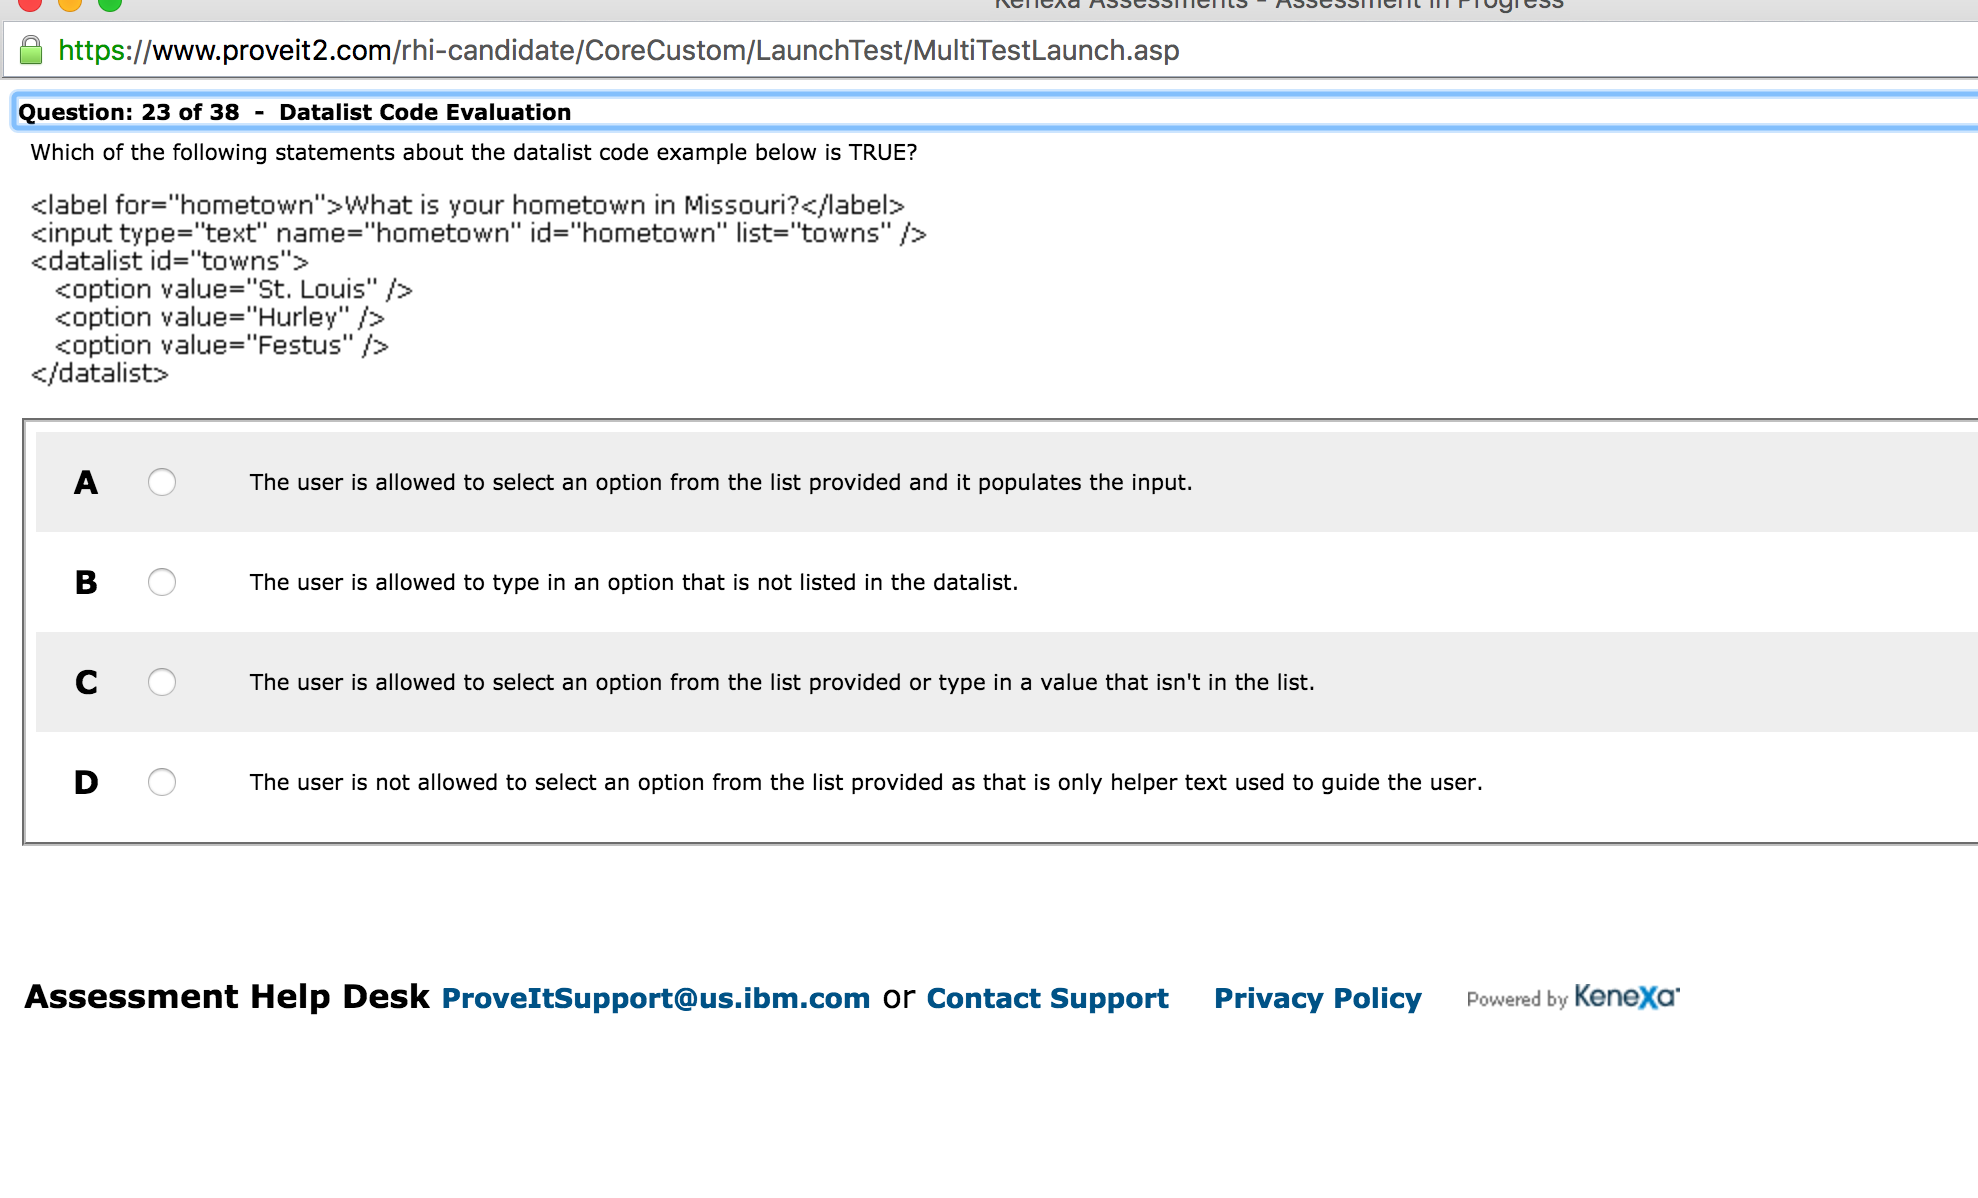 Kenexa Assessments - Assessment in Progress
https://www.proveit2.com/rhi-candidate/CoreCustom/LaunchTest/MultiTestLaunch.asp
Question: 23 of 38 - Datalist Code Evaluation
Which of the following statements about the datalist code example below is TRUE?
<label for="hometown">What is your hometown in Missouri?</label>
<input type="text" name="hometown" id="hometown" list="towns" />
<datalist id="towns">
<option value="St. Louis" />
<option value="Hurley" />
<option value="Festus" />
</datalist>
A The user is allowed to select an option from the list provided and it populates the input.
B The user is allowed to type in an option that is not listed in the datalist.
C The user is allowed to select an option from the list provided or type in a value that isn't in the list.
D The user is not allowed to select an option from the list provided as that is only helper text used to guide the user.
Assessment Help Desk ProveItSupport@us.ibm.com or Contact Support Privacy Policy Powered by Kenexa